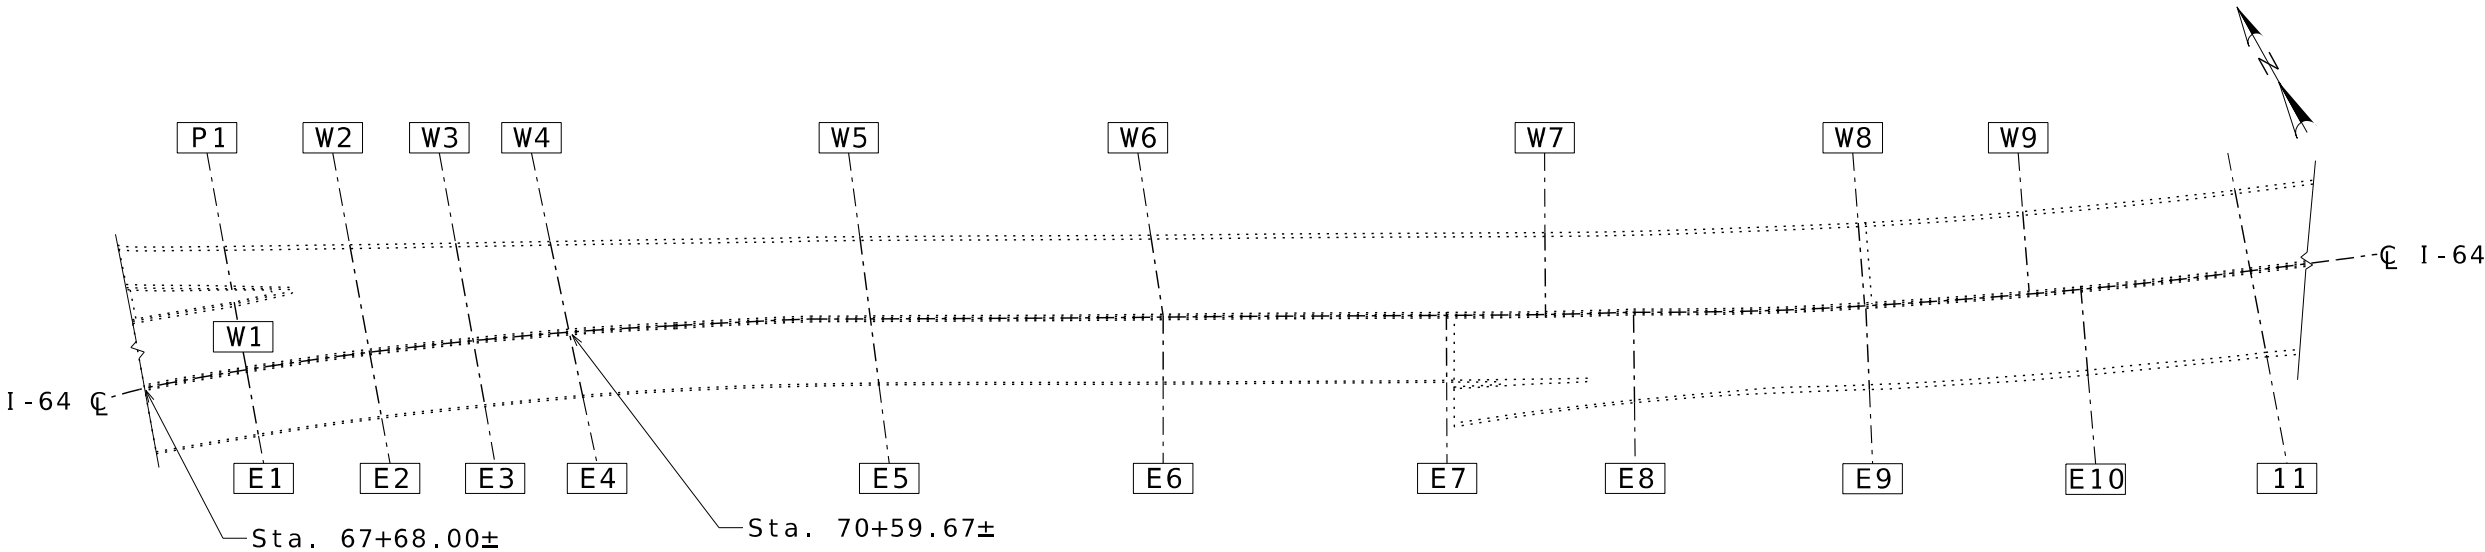 N
P1 W2 W3 W4 W5 W6 W7 W8 W9
℄ I-64
W1
I-64 ℄
E1 E2 E3 E4 E5 E6 E7 E8 E9 E10 11
Sta. 70+59.67±
Sta. 67+68.00±